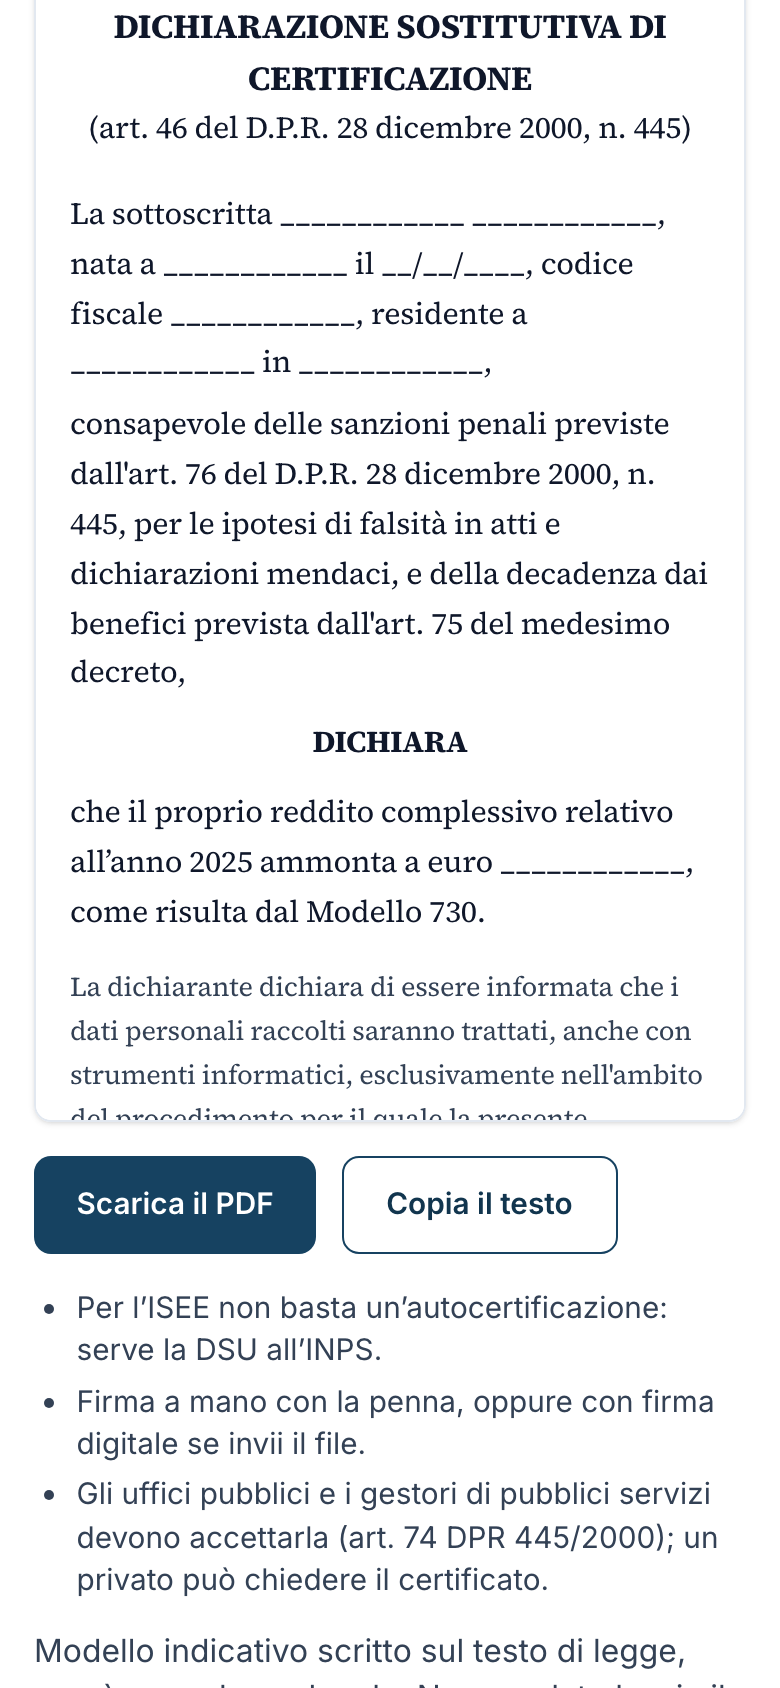 DICHIARAZIONE SOSTITUTIVA DI
CERTIFICAZIONE
(art. 46 del D.P.R. 28 dicembre 2000, n. 445)
La sottoscritta ____________ ____________,
nata a ____________ il __/__/____, codice
fiscale ____________, residente a
____________ in ____________,
consapevole delle sanzioni penali previste
dall'art. 76 del D.P.R. 28 dicembre 2000, n.
445, per le ipotesi di falsità in atti e
dichiarazioni mendaci, e della decadenza dai
benefici prevista dall'art. 75 del medesimo
decreto,
DICHIARA
che il proprio reddito complessivo relativo
all’anno 2025 ammonta a euro ____________,
come risulta dal Modello 730.
La dichiarante dichiara di essere informata che i
dati personali raccolti saranno trattati, anche con
strumenti informatici, esclusivamente nell'ambito
del procedimento per il quale la presente
Scarica il PDF
Copia il testo
• Per l’ISEE non basta un’autocertificazione:
serve la DSU all’INPS.
• Firma a mano con la penna, oppure con firma
digitale se invii il file.
• Gli uffici pubblici e i gestori di pubblici servizi
devono accettarla (art. 74 DPR 445/2000); un
privato può chiedere il certificato.
Modello indicativo scritto sul testo di legge,